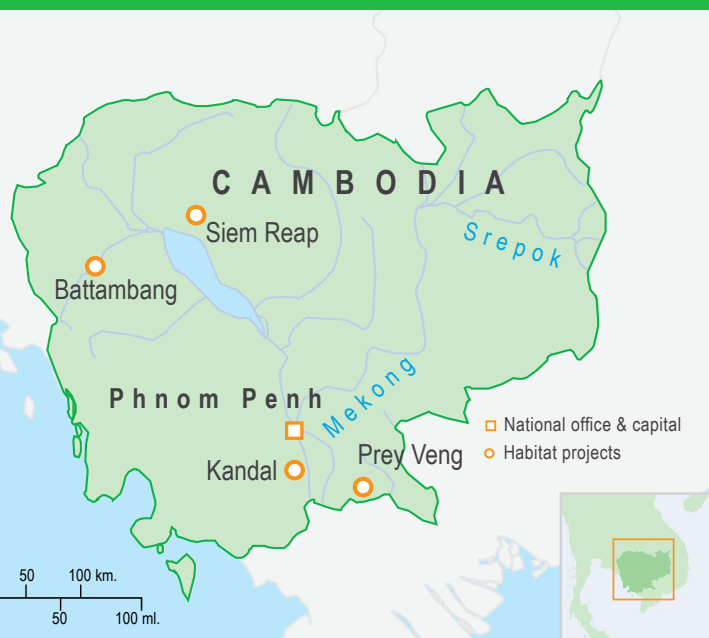 CAMBODIA
Siem Reap
Srepok
Battambang
Phnom Penh
Mekong
National office & capital
Prey Veng
Habitat projects
Kandal
50 100 km.
50 100 ml.